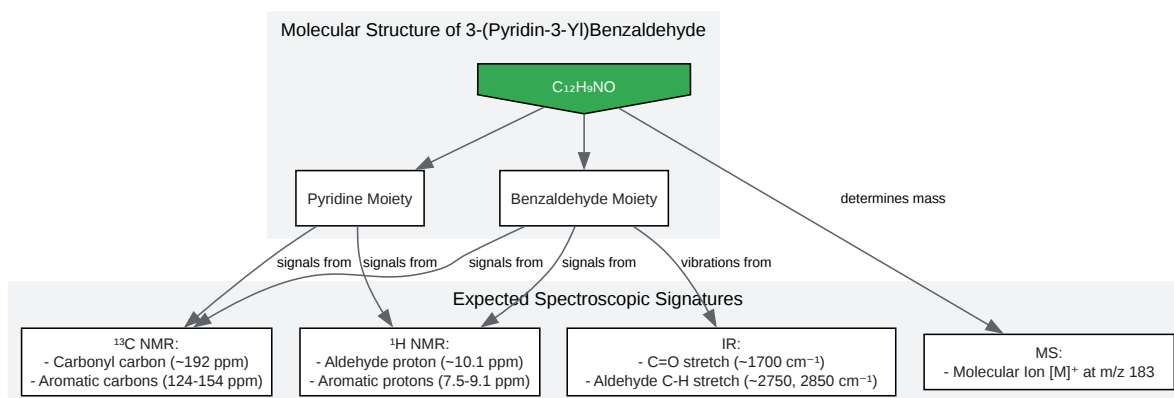 Molecular Structure of 3-(Pyridin-3-Yl)Benzaldehyde
C₁₂H₉NO
Pyridine Moiety
Benzaldehyde Moiety
determines mass
signals from
signals from
signals from
signals from
vibrations from
Expected Spectroscopic Signatures
¹³C NMR:
- Carbonyl carbon (~192 ppm)
- Aromatic carbons (124-154 ppm)
¹H NMR:
- Aldehyde proton (~10.1 ppm)
- Aromatic protons (7.5-9.1 ppm)
IR:
- C=O stretch (~1700 cm⁻¹)
- Aldehyde C-H stretch (~2750, 2850 cm⁻¹)
MS:
- Molecular Ion [M]⁺ at m/z 183